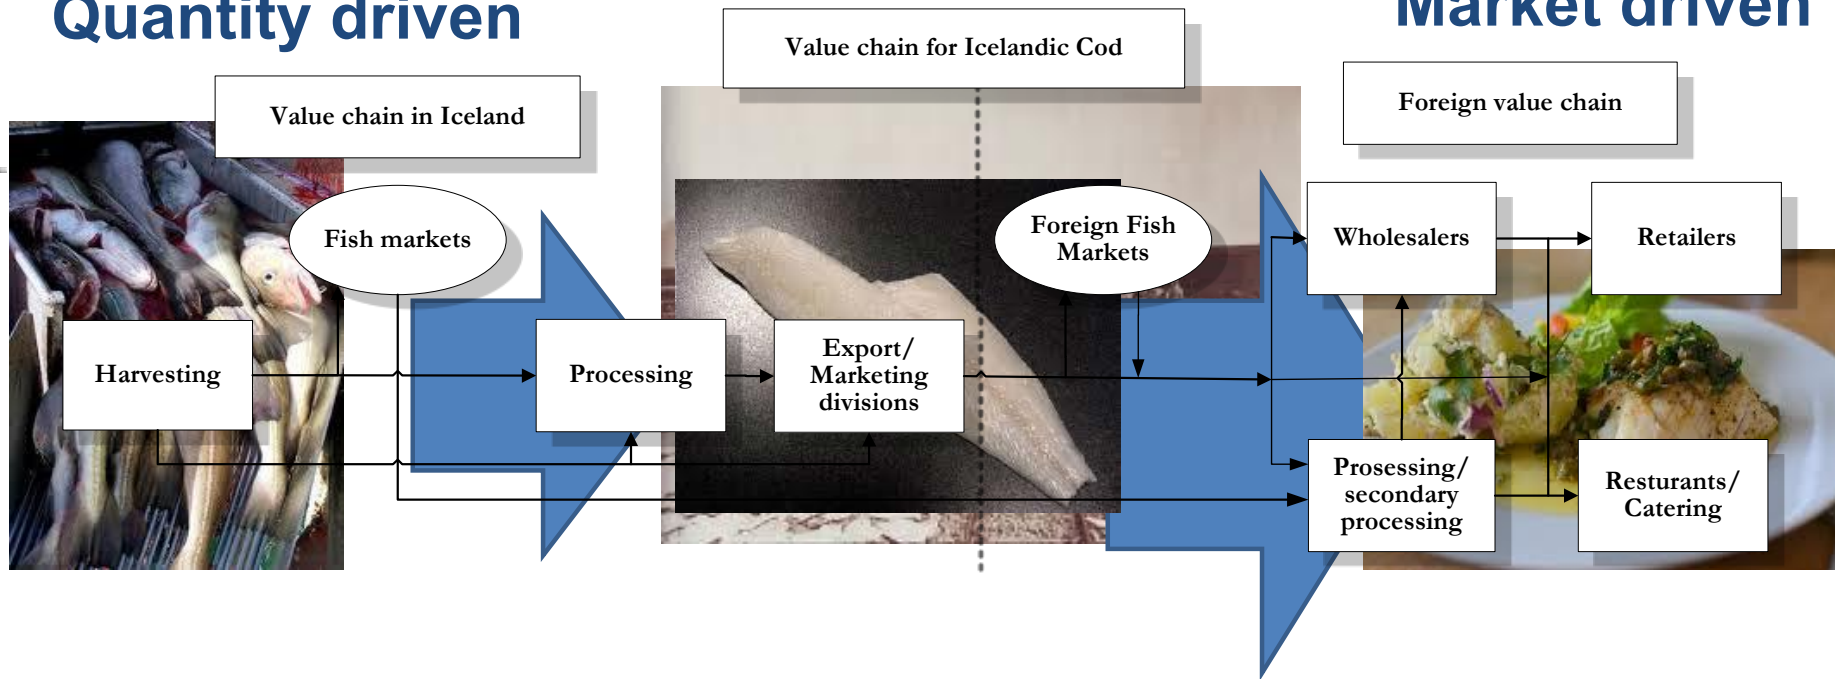 Quantity driven
Market driven
Value chain for Icelandic Cod
Value chain in Iceland
Foreign value chain
Fish markets
Foreign Fish
Markets
Wholesalers
Retailers
Harvesting
Processing
Export/
Marketing
divisions
Prosessing/
secondary
processing
Resturants/
Catering